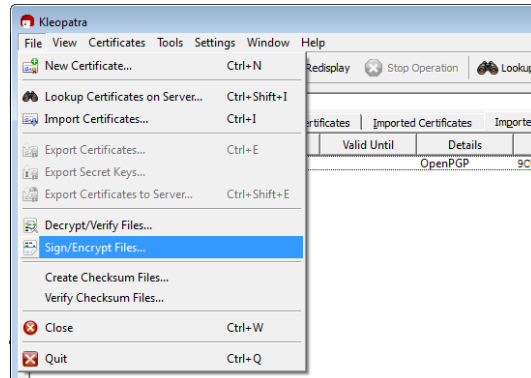 Kleopatra
File View Certificates Tools Settings Window Help
Redisplay Stop Operation Lookup
New Certificate... Ctrl+N
Lookup Certificates on Server... Ctrl+Shift+I
Import Certificates... Ctrl+I
Export Certificates... Ctrl+E
Export Secret Keys...
Export Certificates to Server... Ctrl+Shift+E
Decrypt/Verify Files...
Sign/Encrypt Files...
Create Checksum Files...
Verify Checksum Files...
Close Ctrl+W
Quit Ctrl+Q
Imported Certificates
Valid Until Details
OpenPGP